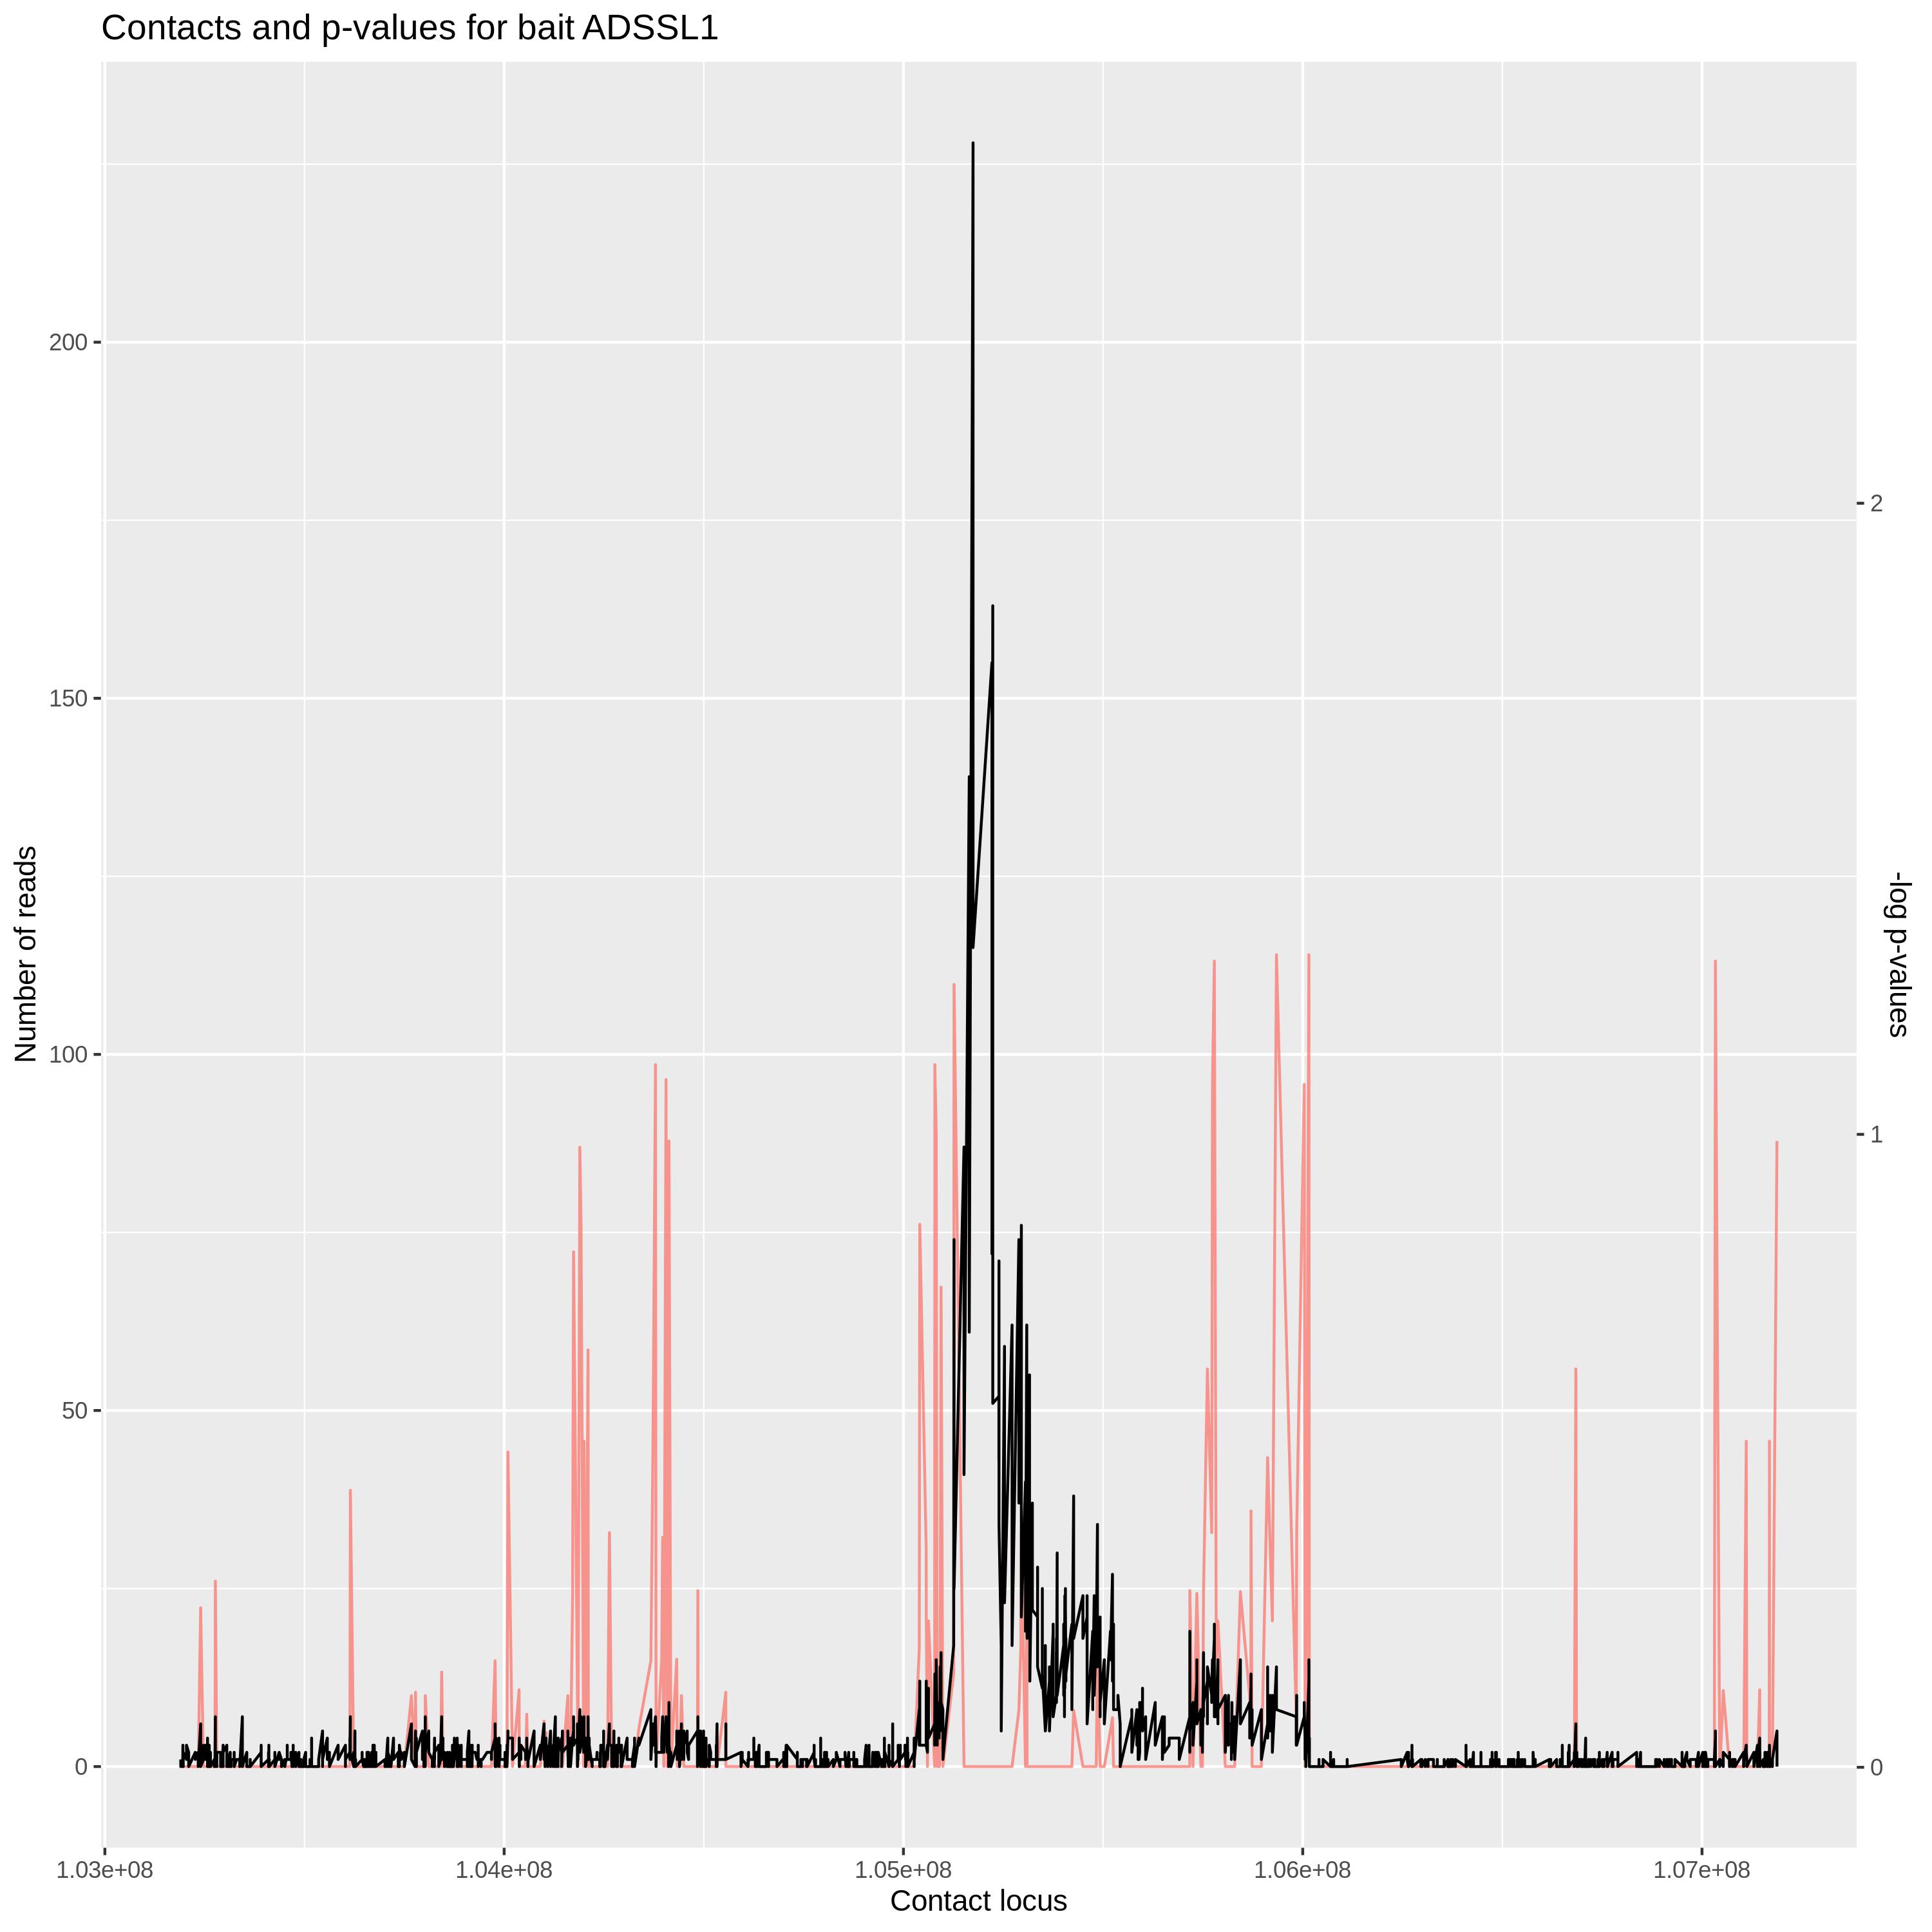 Contacts and p-values for bait ADSSL1
Number of reads
200
150
100
50
0
2
1
0
-log p-values
1.03e+08
1.04e+08
1.05e+08
1.06e+08
1.07e+08
Contact locus